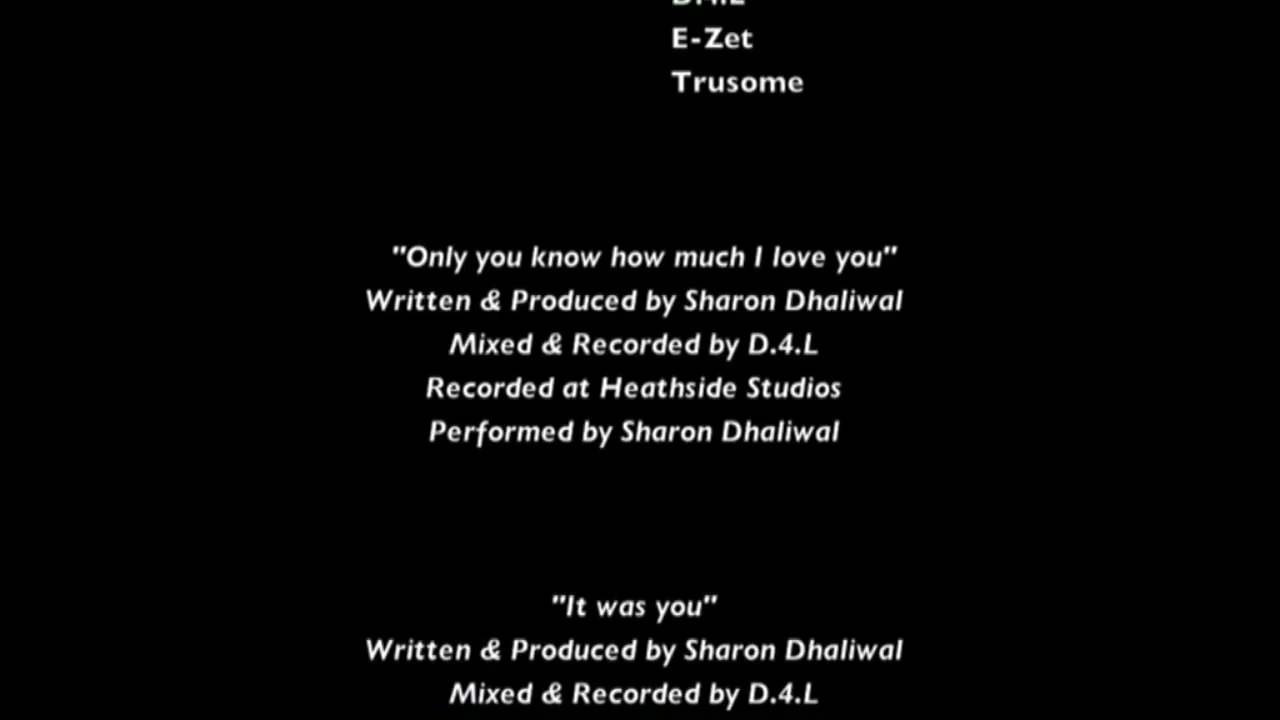 E-Zet
Trusome
"Only you know how much I love you"
Written & Produced by Sharon Dhaliwal
Mixed & Recorded by D.4.L
Recorded at Heathside Studios
Performed by Sharon Dhaliwal
"It was you"
Written & Produced by Sharon Dhaliwal
Mixed & Recorded by D.4.L